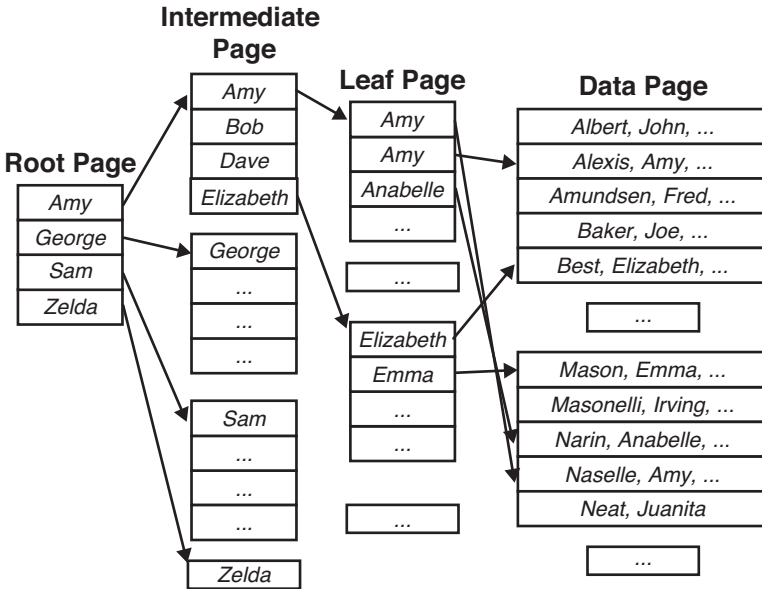 Intermediate
Page
Leaf Page
Data Page
Root Page
Amy
George
Sam
Zelda
Amy
Bob
Dave
Elizabeth
George
...
...
...
Sam
...
...
...
Zelda
Amy
Amy
Anabelle
...
...
Elizabeth
Emma
...
...
...
Albert, John, ...
Alexis, Amy, ...
Amundsen, Fred, ...
Baker, Joe, ...
Best, Elizabeth, ...
...
Mason, Emma, ...
Masonelli, Irving, ...
Narin, Anabelle, ...
Naselle, Amy, ...
Neat, Juanita
...